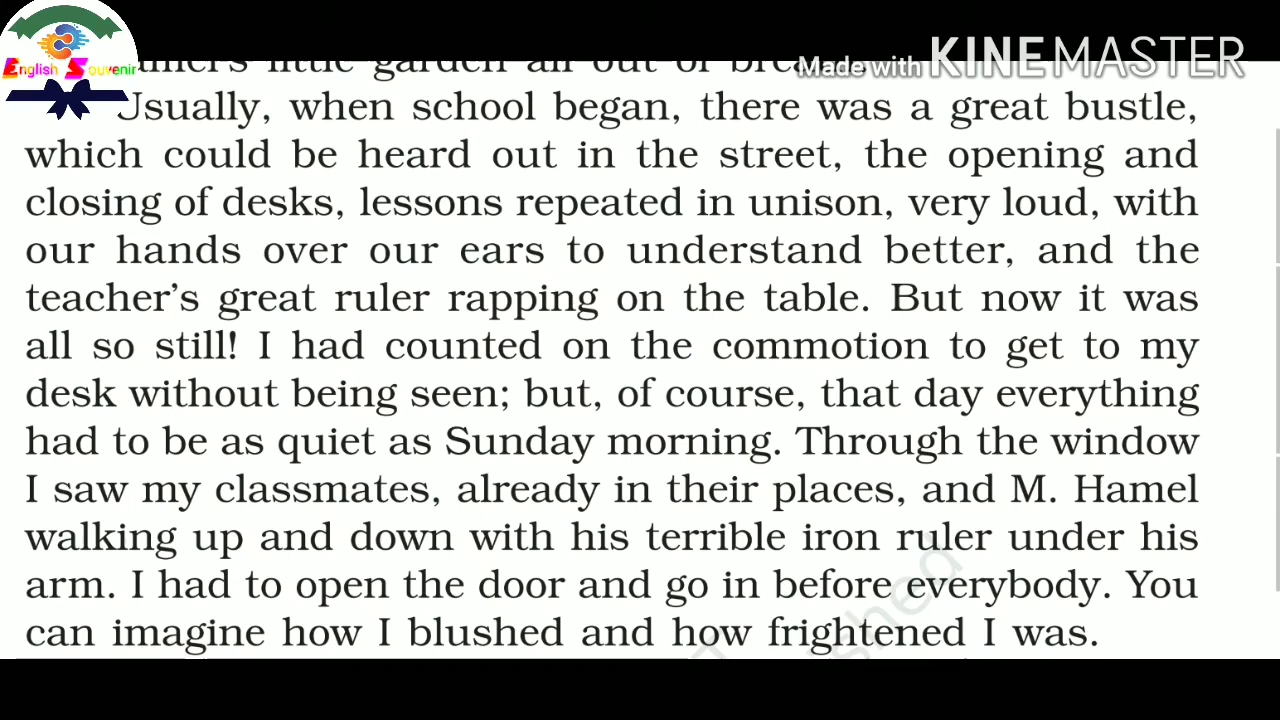 English Souvenir
Made with KINEMASTER
little garden all out of
Usually, when school began, there was a great bustle,
which could be heard out in the street, the opening and
closing of desks, lessons repeated in unison, very loud, with
our hands over our ears to understand better, and the
teacher's great ruler rapping on the table. But now it was
all so still! I had counted on the commotion to get to my
desk without being seen; but, of course, that day everything
had to be as quiet as Sunday morning. Through the window
I saw my classmates, already in their places, and M. Hamel
walking up and down with his terrible iron ruler under his
arm. I had to open the door and go in before everybody. You
can imagine how I blushed and how frightened I was.